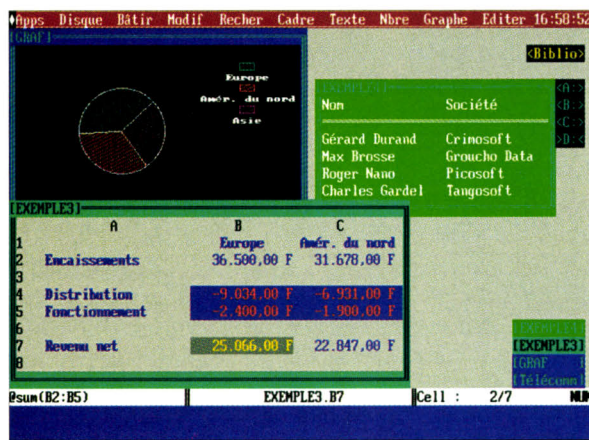 Apps Disque Bâtir Modif Recher Cadre Texte Nbre Graphe Editer 16:58:52
[GRAF]
Europe
Amér. du nord
Asie
<Biblio>
<A:>
<B:>
<C:>
>D:<
[EXEMPLE4]
Nom Société
Gérard Durand Crimosoft
Max Brosse Groucho Data
Roger Nano Picosoft
Charles Gardel Tangosoft
[EXEMPLE3]
A B C
1 Europe Amér. du nord
2 Encaissements 36.500,00 F 31.678,00 F
3
4 Distribution -9.034,00 F -6.931,00 F
5 Fonctionnement -2.400,00 F -1.900,00 F
6
7 Revenu net 25.066,00 F 22.847,00 F
8
[EXEMPLE4]
[EXEMPLE3]
[GRAF ]
[Télécomm]
@sum(B2:B5) EXEMPLE3.B7 Cell : 2/7 NUM